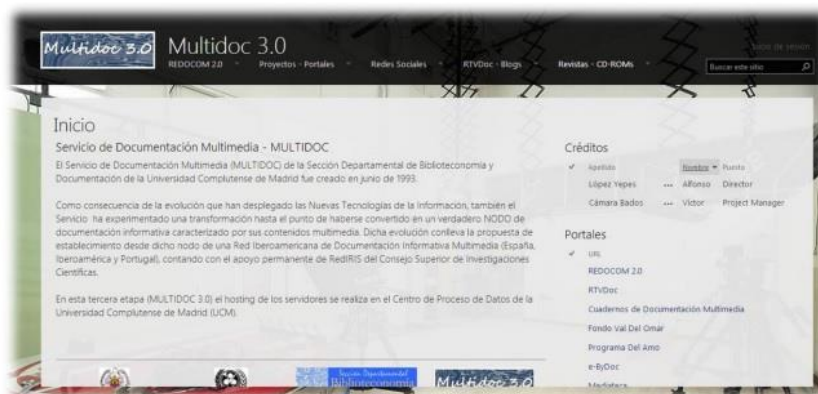 Multidoc 3.0
Multidoc 3.0
REDOCOM 2.0 Proyectos - Portales Redes Sociales RTVDoc - Blogs Revistas - CD-ROMs
Inicio de sesión
Buscar este sitio
Inicio
Servicio de Documentación Multimedia - MULTIDOC
El Servicio de Documentación Multimedia (MULTIDOC) de la Sección Departamental de Biblioteconomía y
Documentación de la Universidad Complutense de Madrid fue creado en junio de 1993.
Como consecuencia de la evolución que han desplegado las Nuevas Tecnologías de la Información, también el
Servicio ha experimentado una transformación hasta el punto de haberse convertido en un verdadero NODO de
documentación informativa caracterizado por sus contenidos multimedia. Dicha evolución conlleva la propuesta de
establecimiento desde dicho nodo de una Red Iberoamericana de Documentación Informativa Multimedia (España,
Iberoamérica y Portugal), contando con el apoyo permanente de RedIRIS del Consejo Superior de Investigaciones
Científicas.
En esta tercera etapa (MULTIDOC 3.0) el hosting de los servidores se realiza en el Centro de Proceso de Datos de la
Universidad Complutense de Madrid (UCM).
Sección Departamental
Biblioteconomía
Multidoc 3.0
Créditos
Apellido Nombre Puesto
López Yepes ... Alfonso Director
Cámara Bados ... Víctor Project Manager
Portales
URL
REDOCOM 2.0
RTVDoc
Cuadernos de Documentación Multimedia
Fondo Val Del Omar
Programa Del Amo
e-ByDoc
Mediateca